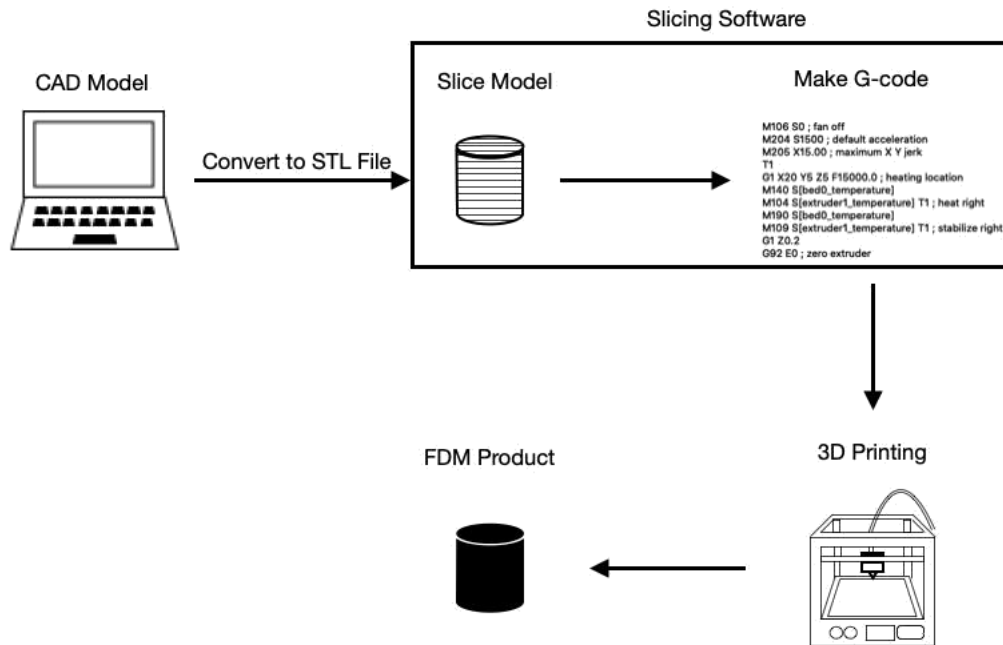 Slicing Software
CAD Model
Convert to STL File
Slice Model
Make G-code
M106 S0 ; fan off
M204 S1500 ; default acceleration
M205 X15.00 ; maximum X Y jerk
T1
G1 X20 Y5 Z5 F15000.0 ; heating location
M140 S[bed0_temperature]
M104 S[extruder1_temperature] T1 ; heat right
M190 S[bed0_temperature]
M109 S[extruder1_temperature] T1 ; stabilize right
G1 Z0.2
G92 E0 ; zero extruder
3D Printing
FDM Product